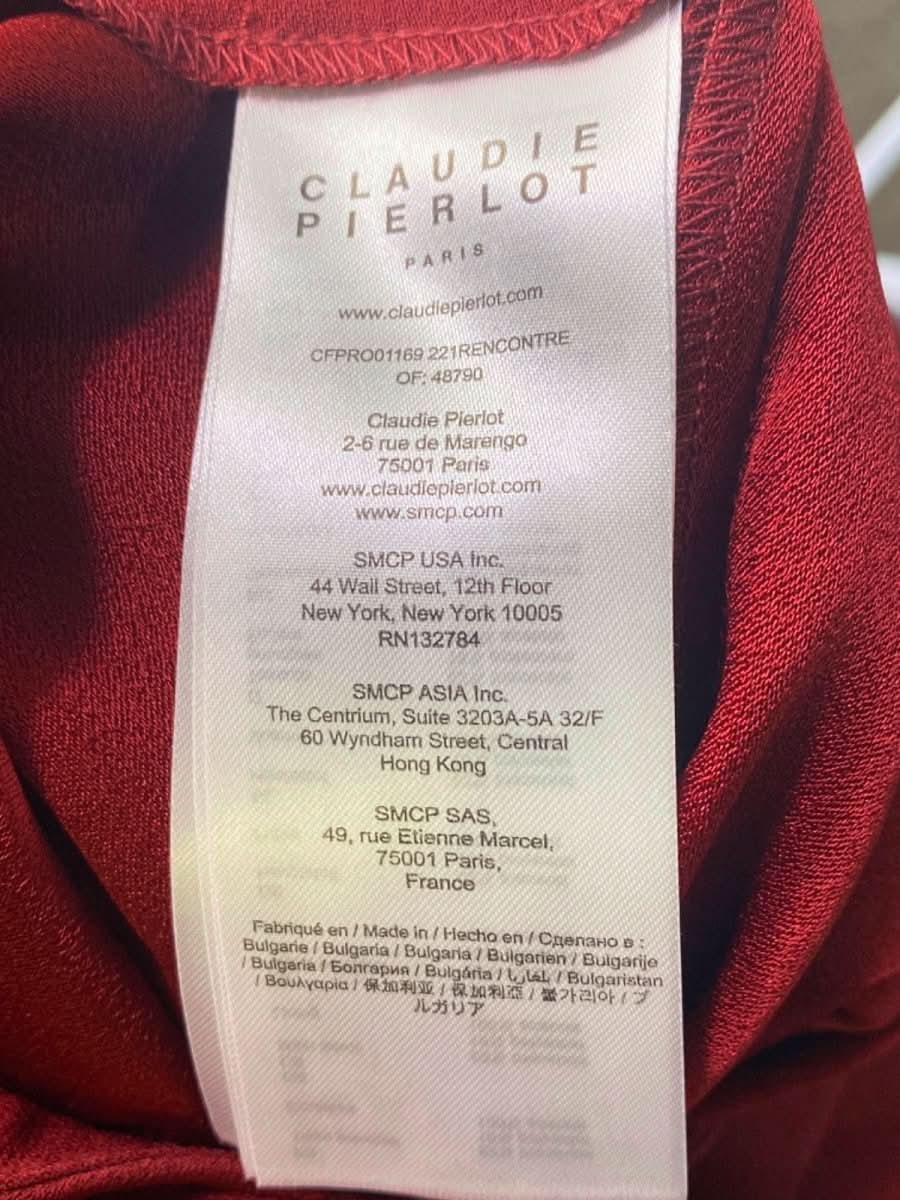 CLAUDIE
PIERLOT
PARIS
www.claudiepierlot.com
CFPRO01169 221RENCONTRE
OF: 48790
Claudie Pierlot
2-6 rue de Marengo
75001 Paris
www.claudiepierlot.com
www.smcp.com
SMCP USA Inc.
44 Wall Street, 12th Floor
New York, New York 10005
RN132784
SMCP ASIA Inc.
The Centrium, Suite 3203A-5A 32/F
60 Wyndham Street, Central
Hong Kong
SMCP SAS,
49, rue Etienne Marcel,
75001 Paris,
France
Fabriqué en / Made in / Hecho en / Сделано в :
Bulgarie / Bulgaria / Bulgaria / Bulgarien / Bulgarije
/ Bulgaria / Болгария / Bulgária / بلغاريا / Bulgaristan
/ Βουλγαρία / 保加利亚 / 保加利亞 / 불가리아 / ブ
ルガリア